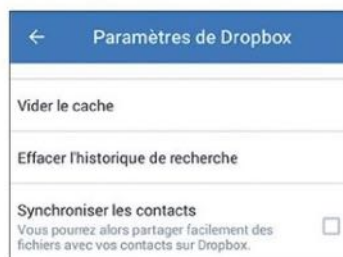 Paramètres de Dropbox
Vider le cache
Effacer l'historique de recherche
Synchroniser les contacts
Vous pourrez alors partager facilement des
fichiers avec vos contacts sur Dropbox.